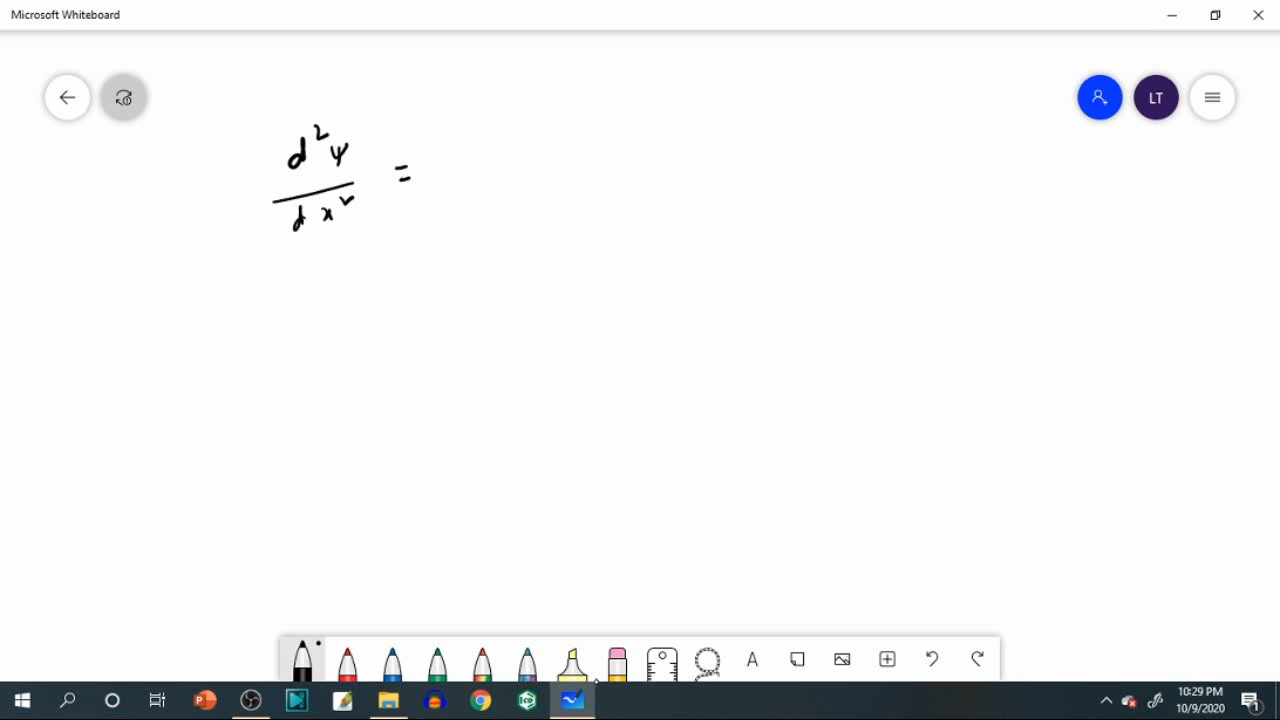 Microsoft Whiteboard
LT
d²ψ
dx² =
A
10:29 PM
10/9/2020